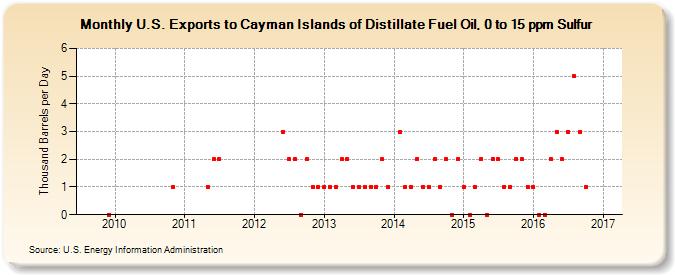 Monthly U.S. Exports to Cayman Islands of Distillate Fuel Oil, 0 to 15 ppm Sulfur
Thousand Barrels per Day
6
5
4
3
2
1
0
2010 2011 2012 2013 2014 2015 2016 2017
Source: U.S. Energy Information Administration